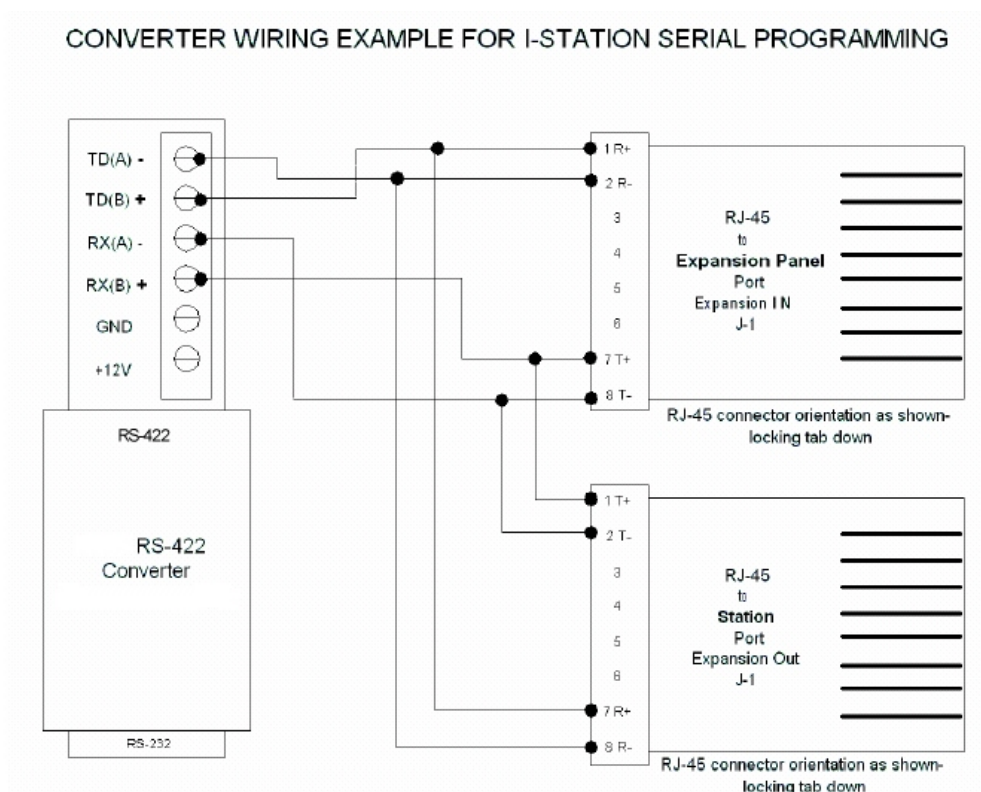 CONVERTER WIRING EXAMPLE FOR I-STATION SERIAL PROGRAMMING
TD(A) -
TD(B) +
RX(A) -
RX(B) +
GND
+12V
RS-422
RS-422
Converter
RS-232
1 R+
2 R-
3
4
5
6
7 T+
8 T-
RJ-45
to
Expansion Panel
Port
Expansion IN
J-1
RJ-45 connector orientation as shown-
locking tab down
1 T+
2 T-
3
4
5
6
7 R+
8 R-
RJ-45
to
Station
Port
Expansion Out
J-1
RJ-45 connector orientation as shown-
locking tab down